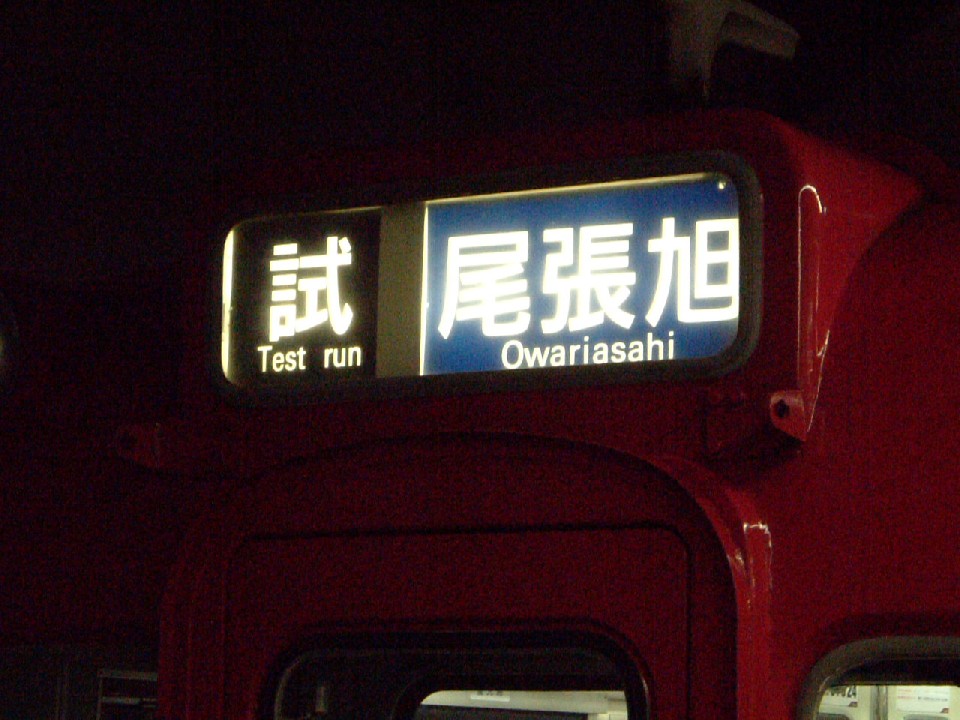 試
Test run
尾張旭
Owariasahi